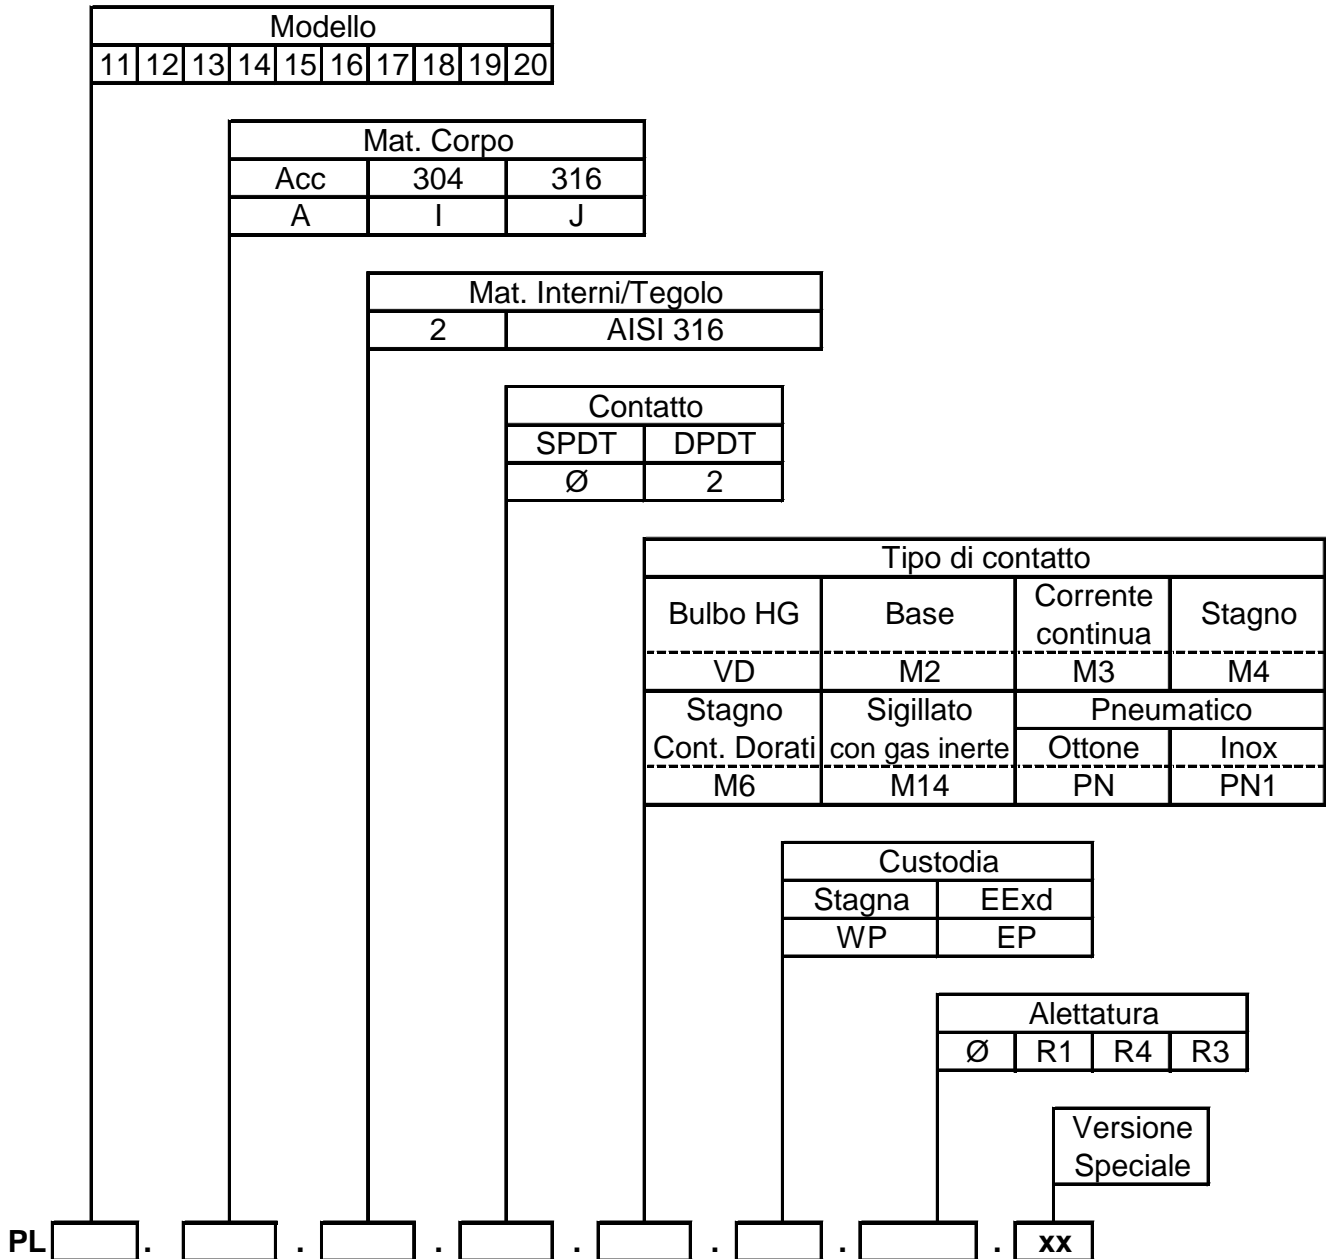 Modello
11 12 13 14 15 16 17 18 19 20
Mat. Corpo
Acc 304 316
A I J
Mat. Interni/Tegolo
2 AISI 316
Contatto
SPDT DPDT
Ø 2
Tipo di contatto
Bulbo HG Base Corrente continua Stagno
VD M2 M3 M4
Stagno Cont. Dorati Sigillato con gas inerte Pneumatico
Ottone Inox
M6 M14 PN PN1
Custodia
Stagna EExd
WP EP
Alettatura
Ø R1 R4 R3
Versione
Speciale
PL . . . . . . . xx